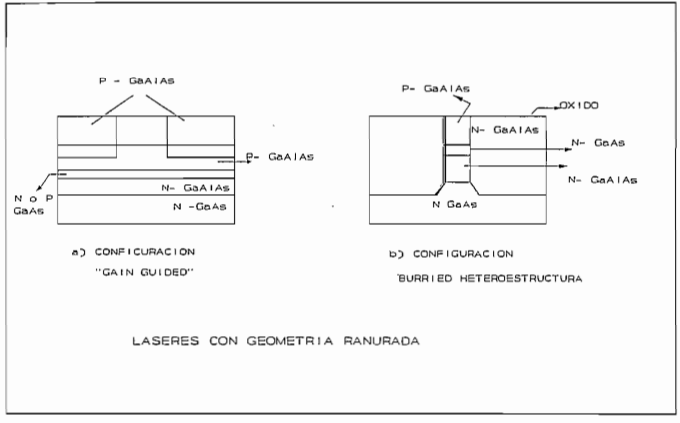 P - GaAlAs
P- GaAlAs
N- GaAlAs
N -GaAs
N o P
GaAs
a) CONFICURACION
"GAIN GUIDED"
P- GaAlAs
OXIDO
N- GaAlAs
N- GaAs
N- GaAlAs
N GaAs
b) CONFIGURACION
"BURRIED HETEROESTRUCTURA
LASERES CON GEOMETRIA RANURADA